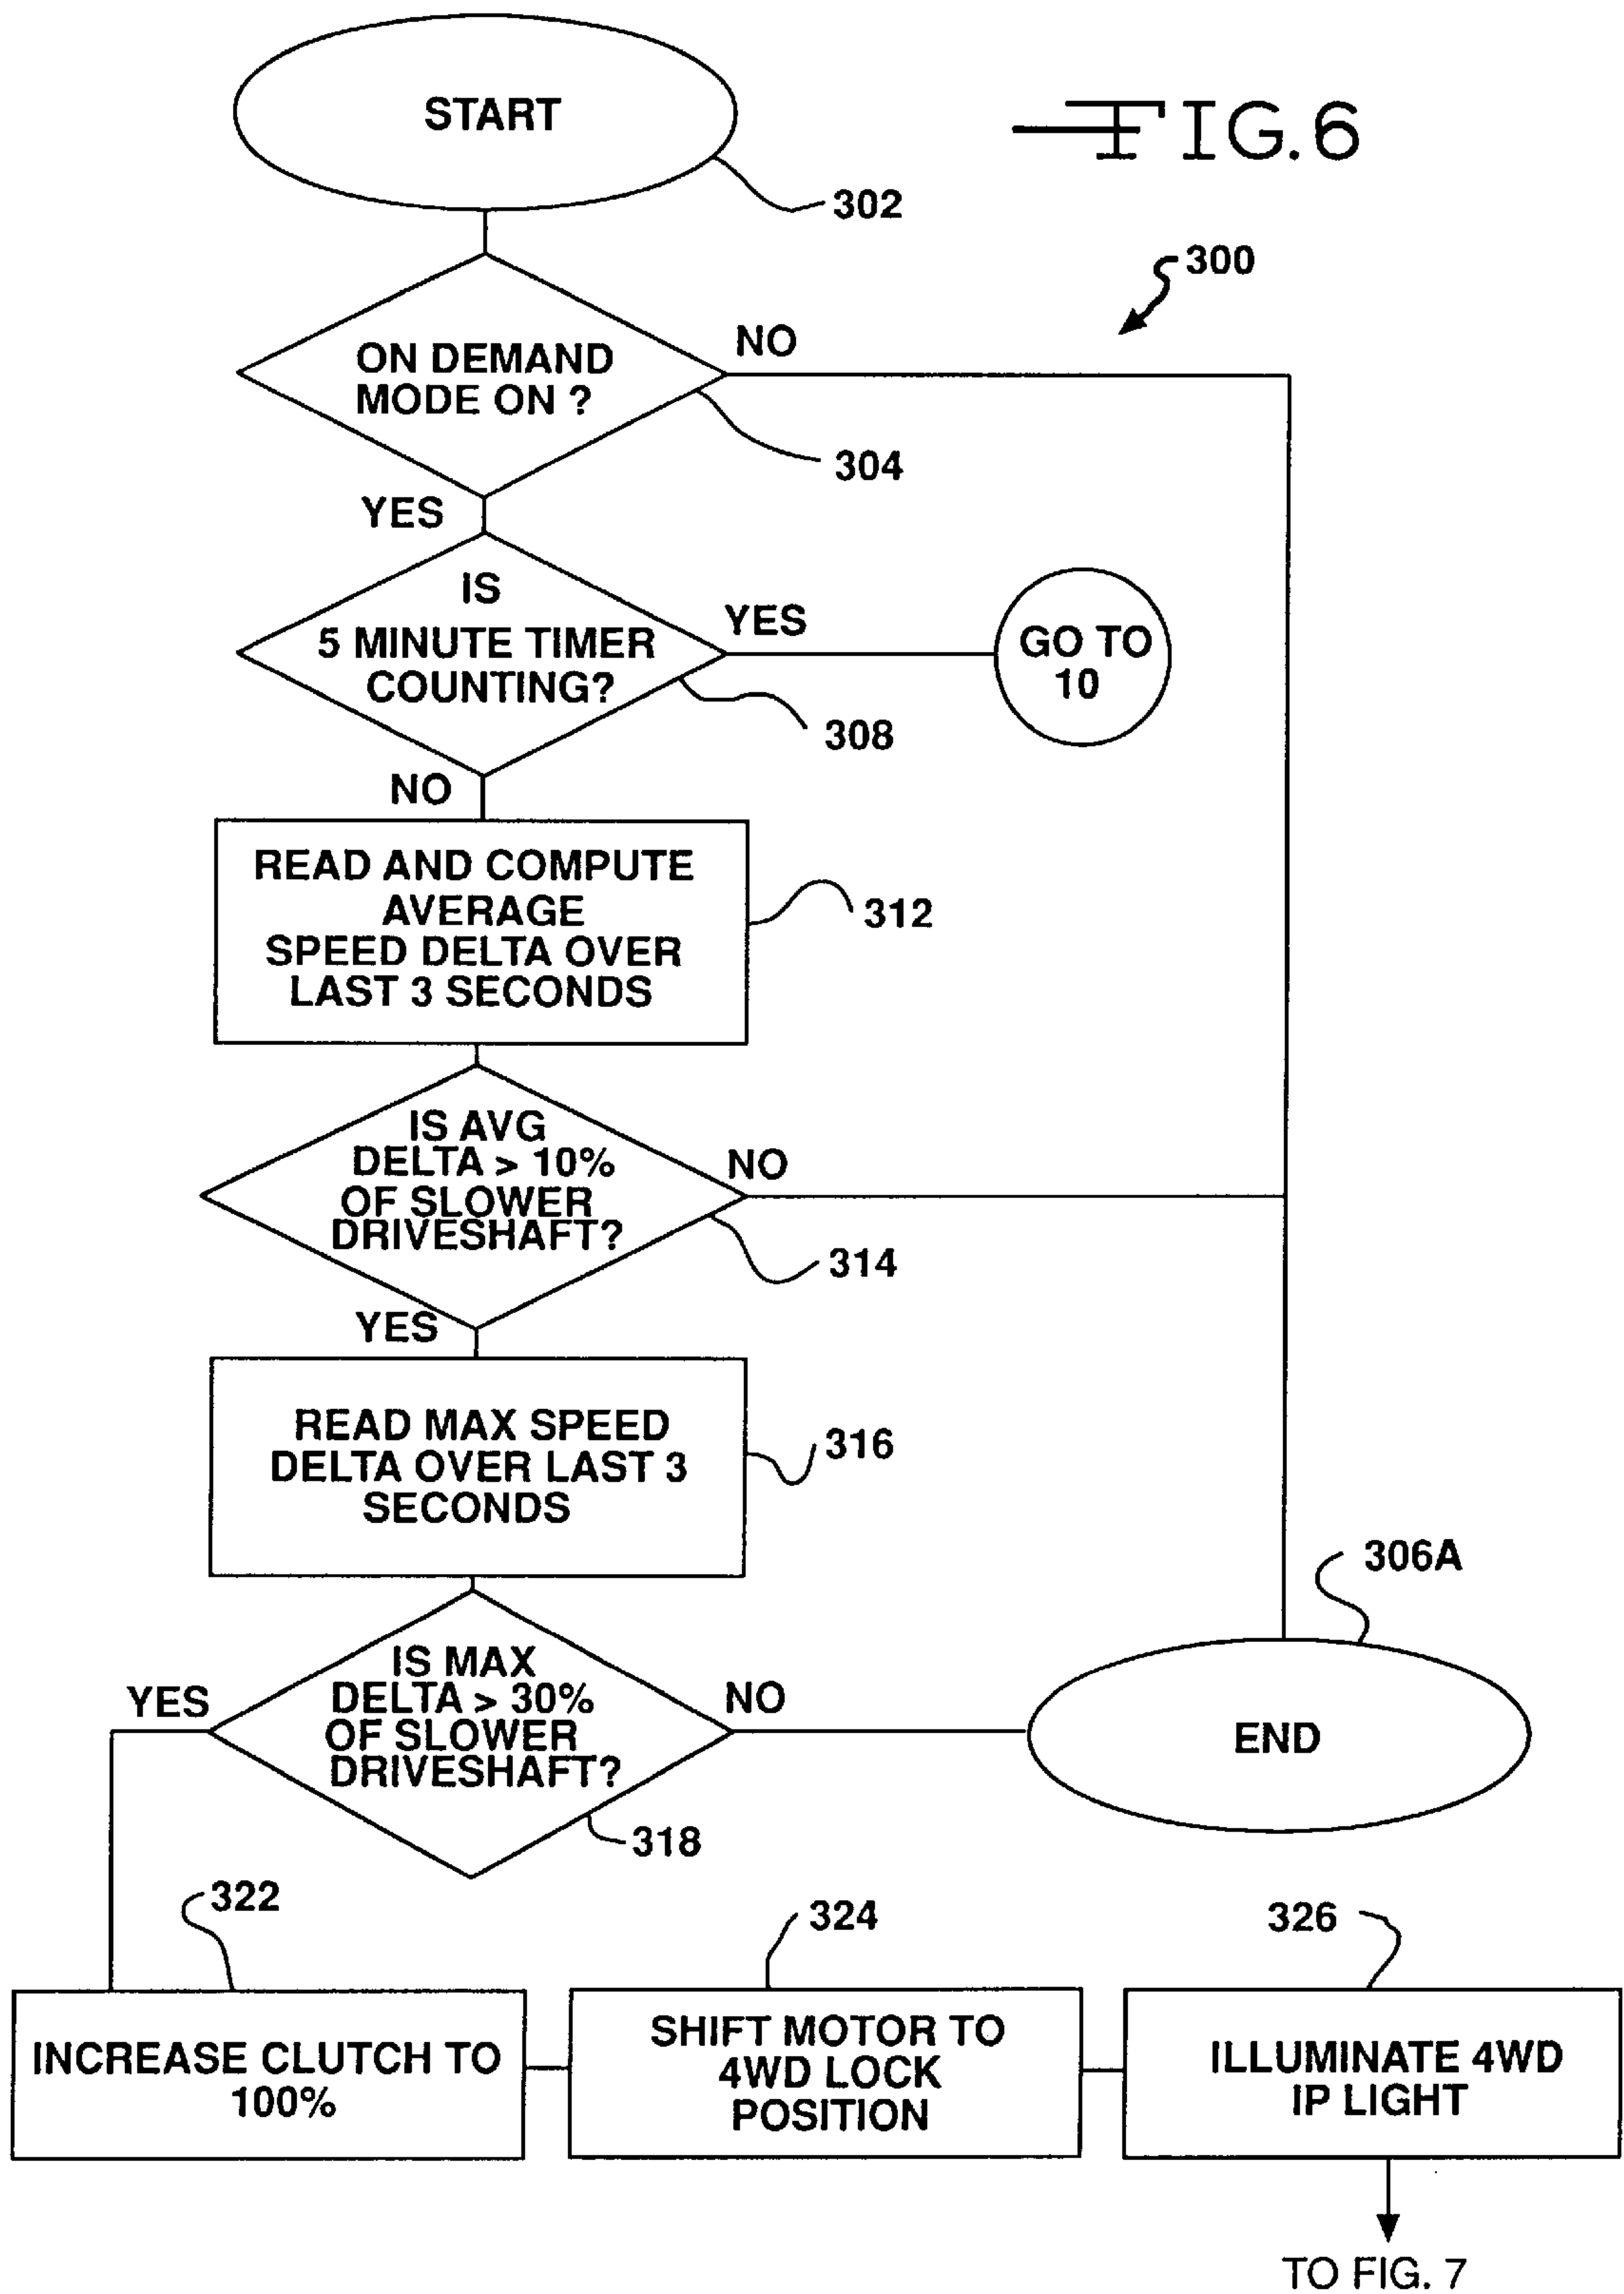 START
FIG. 6
302
300
ON DEMAND
MODE ON ?
NO
304
YES
IS
5 MINUTE TIMER
COUNTING?
YES
GO TO
10
308
NO
READ AND COMPUTE
AVERAGE
SPEED DELTA OVER
LAST 3 SECONDS
312
IS AVG
DELTA > 10%
OF SLOWER
DRIVESHAFT?
NO
314
YES
READ MAX SPEED
DELTA OVER LAST 3
SECONDS
316
306A
IS MAX
DELTA > 30%
OF SLOWER
DRIVESHAFT?
YES
NO
END
318
322
324
326
INCREASE CLUTCH TO
100%
SHIFT MOTOR TO
4WD LOCK
POSITION
ILLUMINATE 4WD
IP LIGHT
TO FIG. 7